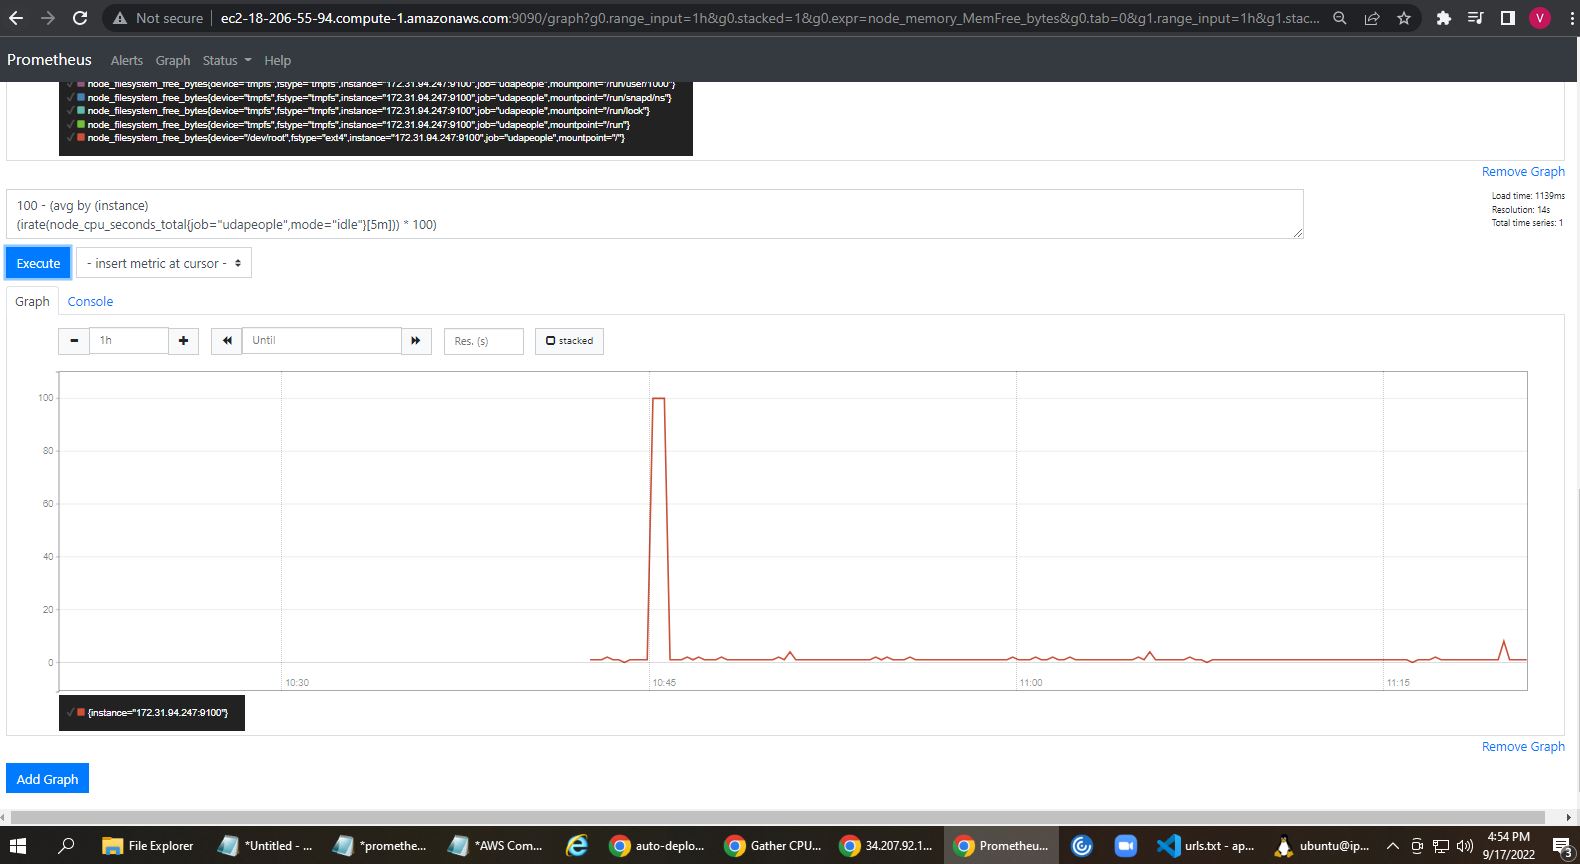 Not secure | ec2-18-206-55-94.compute-1.amazonaws.com:9090/graph?g0.range_input=1h&g0.stacked=1&g0.expr=node_memory_MemFree_bytes&g0.tab=0&g1.range_input=1h&g1.stac... V
Prometheus Alerts Graph Status Help
node_filesystem_free_bytes{device="tmpfs",fstype="tmpfs",instance="172.31.94.247:9100",job="udapeople",mountpoint="/run/user/1000"}
node_filesystem_free_bytes{device="tmpfs",fstype="tmpfs",instance="172.31.94.247:9100",job="udapeople",mountpoint="/run/snapd/ns"}
node_filesystem_free_bytes{device="tmpfs",fstype="tmpfs",instance="172.31.94.247:9100",job="udapeople",mountpoint="/run/lock"}
node_filesystem_free_bytes{device="tmpfs",fstype="tmpfs",instance="172.31.94.247:9100",job="udapeople",mountpoint="/run"}
node_filesystem_free_bytes{device="/dev/root",fstype="ext4",instance="172.31.94.247:9100",job="udapeople",mountpoint="/"}
Remove Graph
100 - (avg by (instance)
(irate(node_cpu_seconds_total{job="udapeople",mode="idle"}[5m])) * 100)
Load time: 1139ms
Resolution: 14s
Total time series: 1
Execute - insert metric at cursor -
Graph Console
- 1h + Until Res. (s) stacked
100
80
60
40
20
0
10:30 10:45 11:00 11:15
{instance="172.31.94.247:9100"}
Remove Graph
Add Graph
File Explorer *Untitled - ... *promethe... *AWS Com... auto-deplo... Gather CPU... 34.207.92.1... Prometheu... urls.txt - ap... ubuntu@ip... 4:54 PM
9/17/2022 3